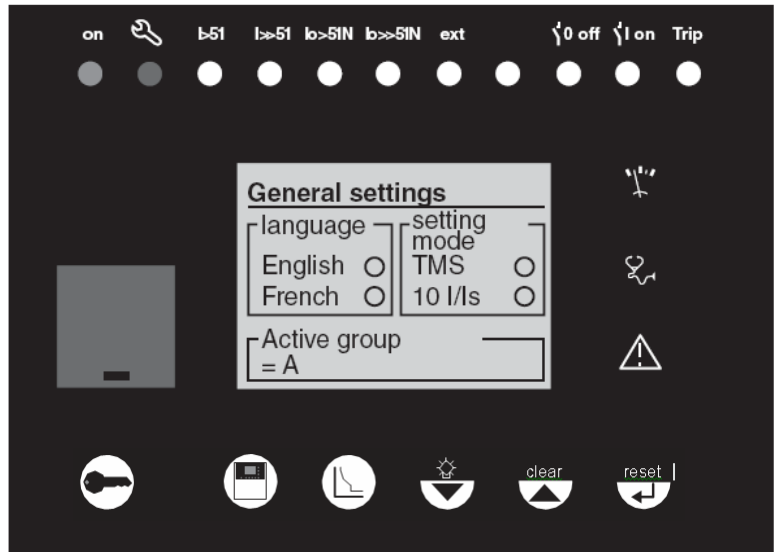 on I>51 I>>51 Io>51N Io>>51N ext 0 off I on Trip
General settings
language
setting mode
English
French
TMS
10 I/Is
Active group
= A
clear
reset